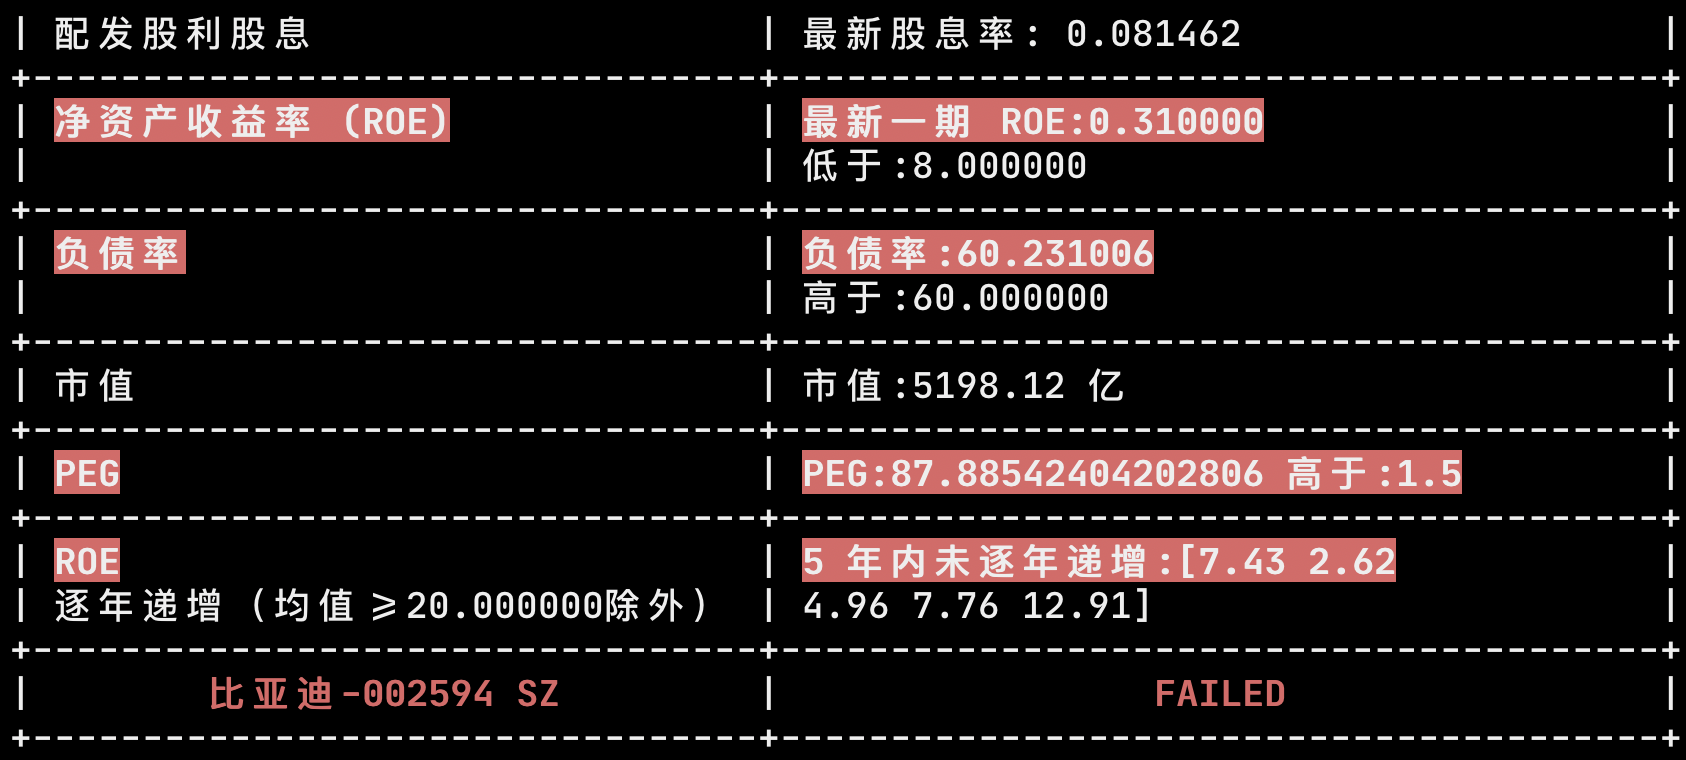 | 配发股利股息 | 最新股息率: 0.081462 |
+----------------------------------+-----------------------------------------+
| 净资产收益率 (ROE) | 最新一期 ROE:0.310000 |
| | 低于:8.000000 |
+----------------------------------+-----------------------------------------+
| 负债率 | 负债率:60.231006 |
| | 高于:60.000000 |
+----------------------------------+-----------------------------------------+
| 市值 | 市值:5198.12 亿 |
+----------------------------------+-----------------------------------------+
| PEG | PEG:87.88542404202806 高于:1.5 |
+----------------------------------+-----------------------------------------+
| ROE | 5 年内未逐年递增:[7.43 2.62 |
| 逐年递增 (均值 ≥20.000000除外) | 4.96 7.76 12.91] |
+----------------------------------+-----------------------------------------+
| 比亚迪-002594 SZ | FAILED |
+----------------------------------+-----------------------------------------+